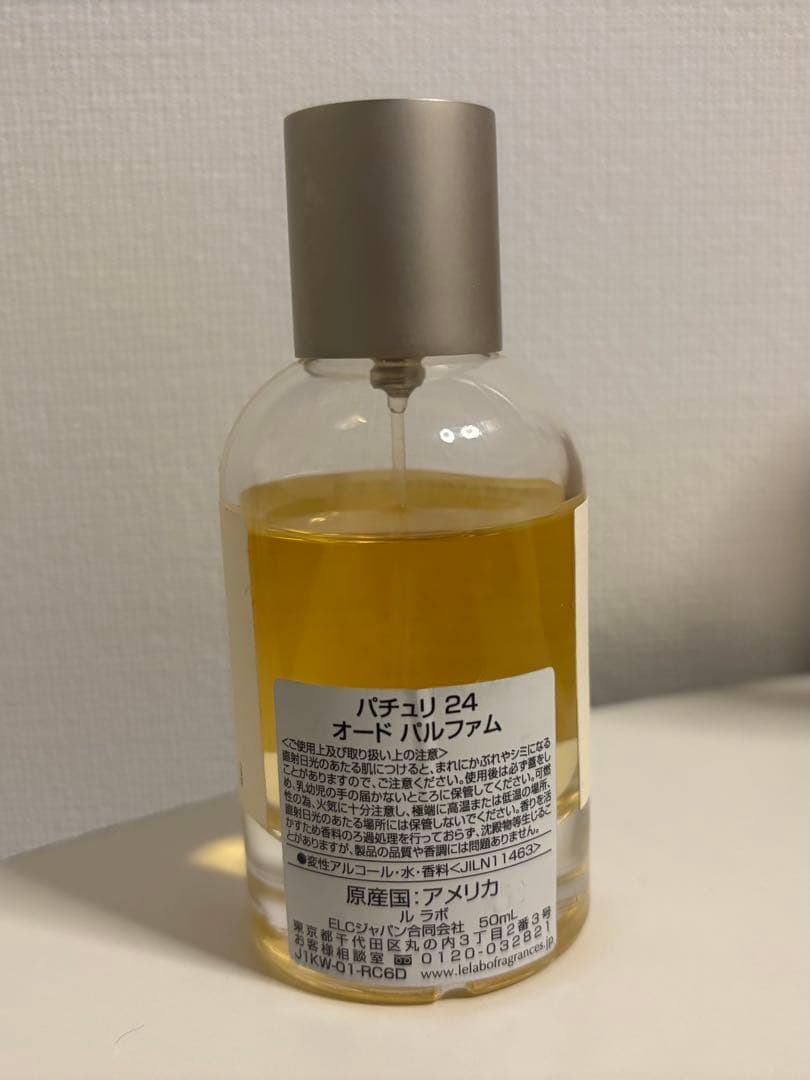 パチュリ 24
オード パルファム
<ご使用上及び取り扱い上の注意>
直射日光のあたる肌につけると、まれにかぶれやシミになる
ことがありますので、ご注意ください。使用後は必ず蓋をし
め、乳幼児の手の届かないところに保管してください。可燃
性の為、火気に十分注意し、極端に高温または低温の場所、
直射日光のあたる場所には保管しないでください。香りを活
かすため香料のろ過処理を行っておらず、沈殿物等生じるこ
とがありますが、製品の品質や香調には問題ありません。
●変性アルコール・水・香料<JILN11463>
原産国：アメリカ
ル ラボ
ELCジャパン合同会社 50mL
東京都千代田区丸の内3丁目2番3号
お客様相談室 0120-032821
J1KW-01-RC6D www.lelabofragrances.jp